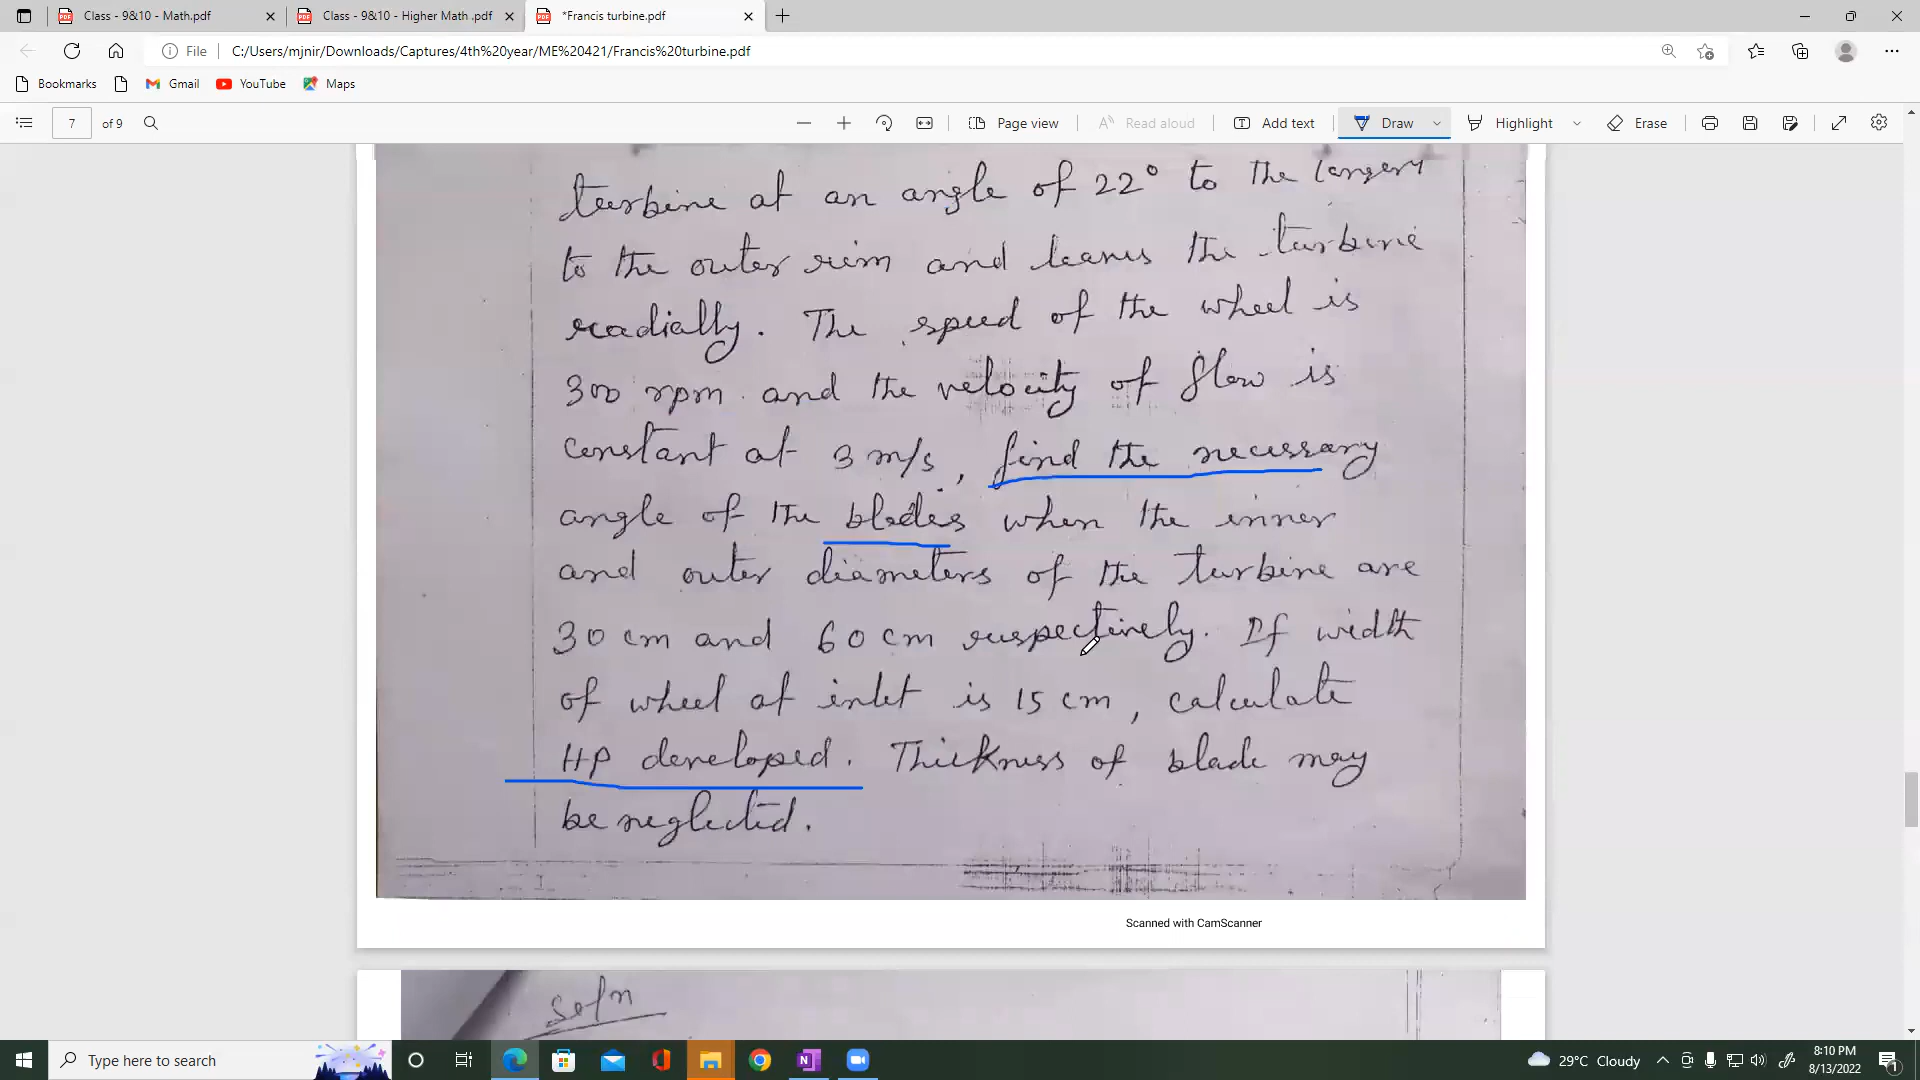 Class - 9&10 - Math.pdf
Class - 9&10 - Higher Math .pdf
*Francis turbine.pdf
File
C:/Users/mjnir/Downloads/Captures/4th%20year/ME%20421/Francis%20turbine.pdf
Bookmarks
Gmail
YouTube
Maps
7 of 9
Page view
Read aloud
Add text
Draw
Highlight
Erase
turbine at an angle of 22° to the
to the outer rim and leaves the turbine
radially. The speed of the wheel is
300 rpm and the velocity of flow is
constant at 3 m/s, find the necessary
angle of the blades when the inner
and outer diameters of the turbine are
30 cm and 60 cm respectively. If width
of wheel at inlet is 15 cm, calculate
HP developed. Thickness of blade may
be neglected.
Scanned with CamScanner
Soln
Type here to search
29°C Cloudy
8:10 PM
8/13/2022
1